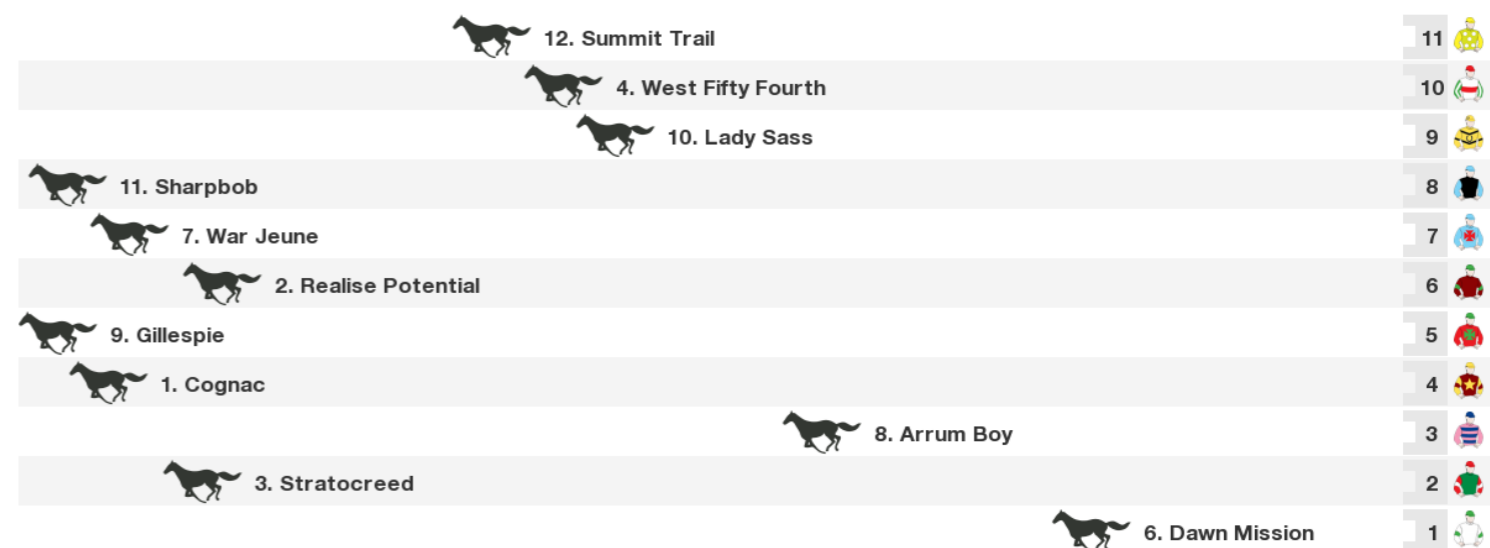 12. Summit Trail 11
4. West Fifty Fourth 10
10. Lady Sass 9
11. Sharpbob 8
7. War Jeune 7
2. Realise Potential 6
9. Gillespie 5
1. Cognac 4
8. Arrum Boy 3
3. Stratocreed 2
6. Dawn Mission 1